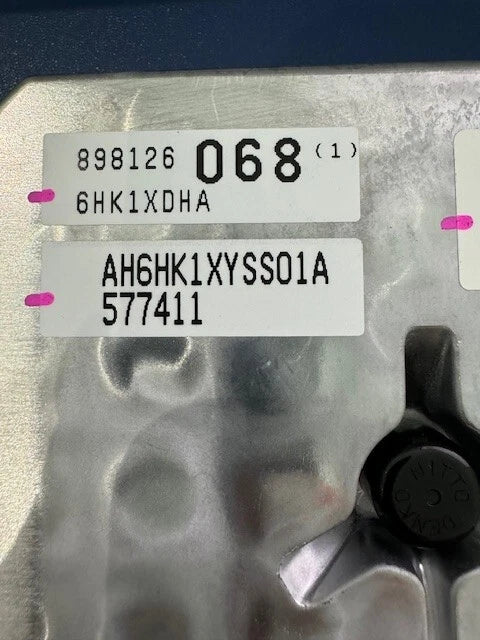 898126 068 (1)
6HK1XDHA
AH6HK1XYSS01A
577411
NITTO
DENKO